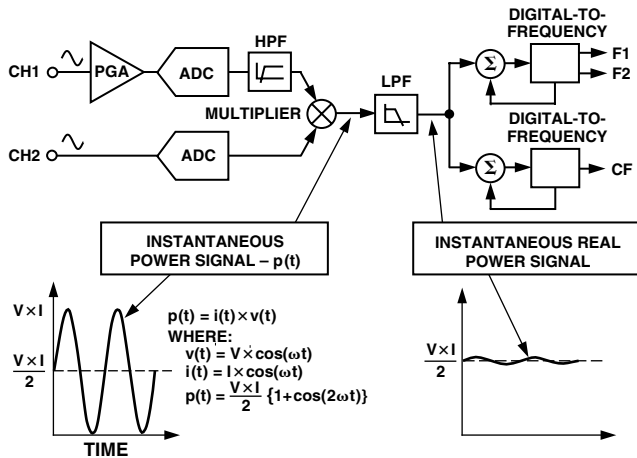 DIGITAL-TO-
FREQUENCY
HPF
CH1
PGA
ADC
LPF
Σ
F1
F2
MULTIPLIER
DIGITAL-TO-
FREQUENCY
CH2
ADC
Σ
CF
INSTANTANEOUS
POWER SIGNAL – p(t)
INSTANTANEOUS REAL
POWER SIGNAL
V × I
V × I
2
TIME
p(t) = i(t) × v(t)
WHERE:
v(t) = V × cos(ωt)
i(t) = I × cos(ωt)
p(t) = V × I / 2 {1+cos(2ωt)}
V × I
2